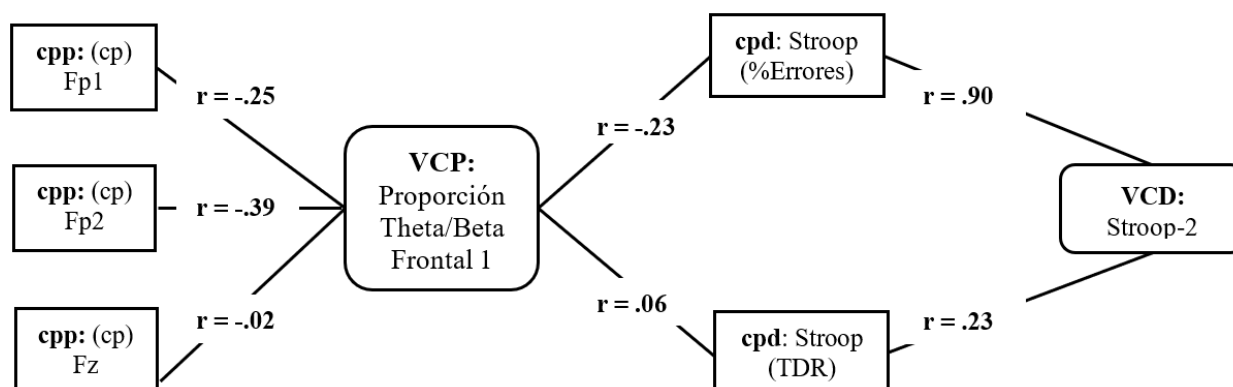 cpp: (cp)
Fp1
r = -.25
cpp: (cp)
Fp2
r = -.39
cpp: (cp)
Fz
r = -.02
VCP:
Proporción
Theta/Beta
Frontal 1
r = -.23
r = .06
cpd: Stroop
(%Errores)
cpd: Stroop
(TDR)
r = .90
r = .23
VCD:
Stroop-2